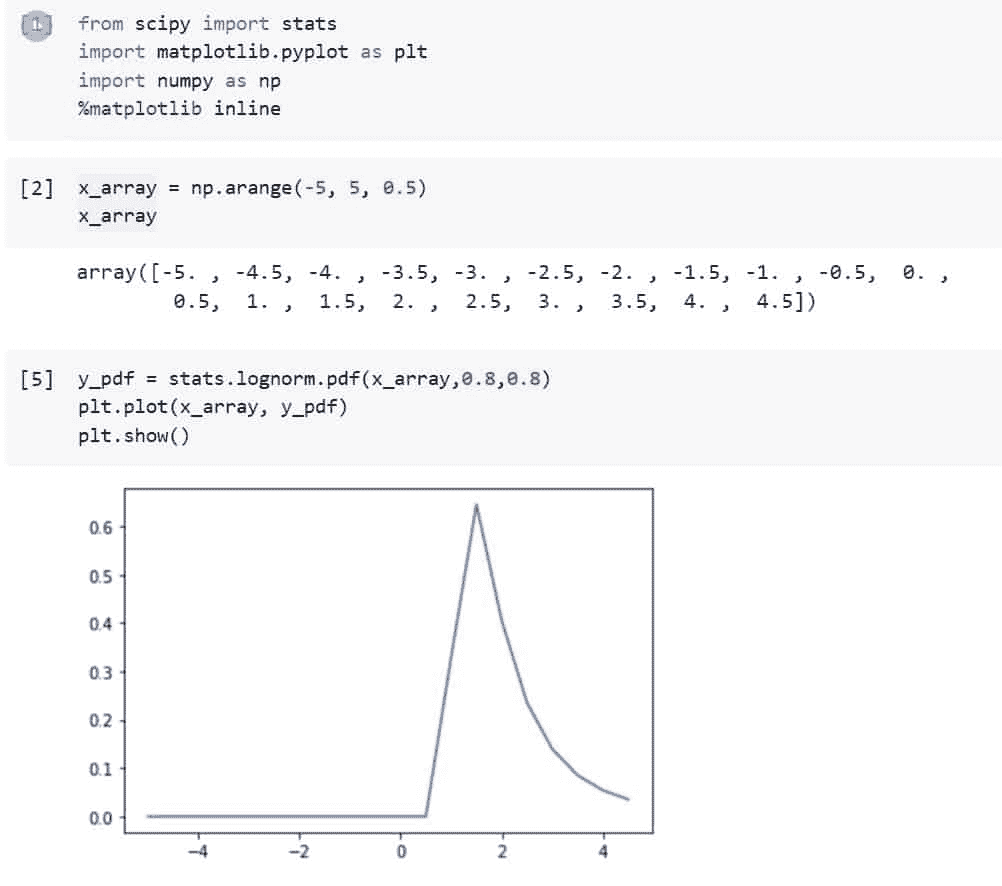 [1] from scipy import stats
import matplotlib.pyplot as plt
import numpy as np
%matplotlib inline
[2] x_array = np.arange(-5, 5, 0.5)
x_array
array([-5. , -4.5, -4. , -3.5, -3. , -2.5, -2. , -1.5, -1. , -0.5,  0. ,
        0.5,  1. ,  1.5,  2. ,  2.5,  3. ,  3.5,  4. ,  4.5])
[5] y_pdf = stats.lognorm.pdf(x_array,0.8,0.8)
plt.plot(x_array, y_pdf)
plt.show()
0.6
0.5
0.4
0.3
0.2
0.1
0.0
−4 −2 0 2 4